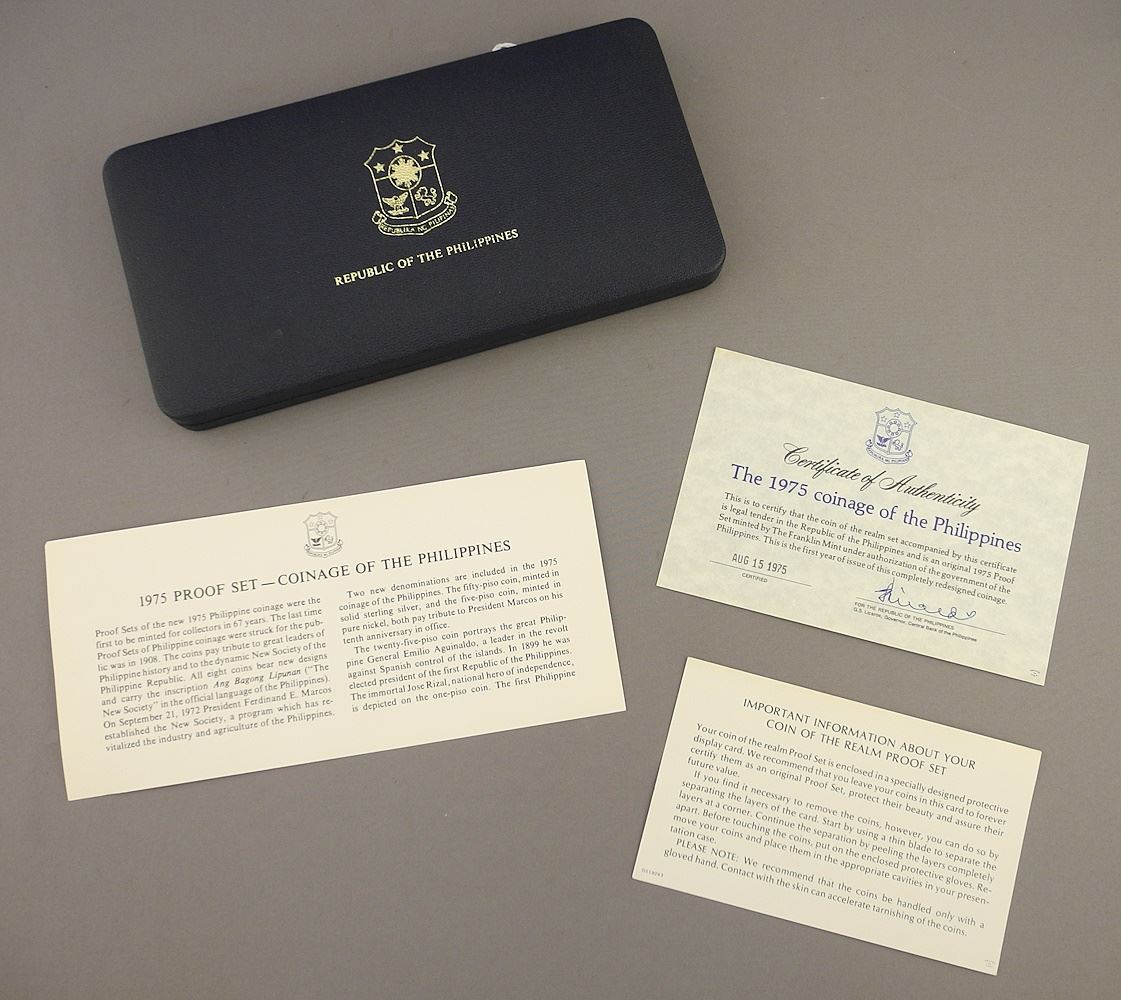 REPUBLIKA NG PILIPINAS
REPUBLIC OF THE PHILIPPINES
Certificate of Authenticity
The 1975 coinage of the Philippines
This is to certify that the coin of the realm set accompanied by this certificate
is legal tender in the Republic of the Philippines and is an original 1975 Proof
Set minted by The Franklin Mint under authorization of the government of the
Philippines. This is the first year of issue of this completely redesigned coinage.
AUG 15 1975
CERTIFIED
FOR THE REPUBLIC OF THE PHILIPPINES
G.S. Licaros, Governor, Central Bank of the Philippines
1975 PROOF SET—COINAGE OF THE PHILIPPINES
Proof Sets of the new 1975 Philippine coinage were the
first to be minted for collectors in 67 years. The last time
Proof Sets of Philippine coinage were struck for the pub-
lic was in 1908. The coins pay tribute to great leaders of
Philippine history and to the dynamic New Society of the
Philippine Republic. All eight coins bear new designs
and carry the inscription Ang Bagong Lipunan ("The
New Society" in the official language of the Philippines).
On September 21, 1972 President Ferdinand E. Marcos
established the New Society, a program which has re-
vitalized the industry and agriculture of the Philippines.
Two new denominations are included in the 1975
coinage of the Philippines. The fifty-piso coin, minted in
solid sterling silver, and the five-piso coin, minted in
pure nickel, both pay tribute to President Marcos on his
tenth anniversary in office.
The twenty-five-piso coin portrays the great Philip-
pine General Emilio Aguinaldo, a leader in the revolt
against Spanish control of the islands. In 1899 he was
elected president of the first Republic of the Philippines.
The immortal Jose Rizal, national hero of independence,
is depicted on the one-piso coin. The first Philippine
IMPORTANT INFORMATION ABOUT YOUR
COIN OF THE REALM PROOF SET
Your coin of the realm Proof Set is enclosed in a specially designed protective
display card. We recommend that you leave your coins in this card to forever
certify them as an original Proof Set, protect their beauty and assure their
future value.
If you find it necessary to remove the coins, however, you can do so by
separating the layers of the card. Start by using a thin blade to separate the
layers at a corner. Continue the separation by peeling the layers completely
apart. Before touching the coins, put on the enclosed protective gloves. Re-
move your coins and place them in the appropriate cavities in your presen-
tation case.
PLEASE NOTE: We recommend that the coins be handled only with a
gloved hand. Contact with the skin can accelerate tarnishing of the coins.